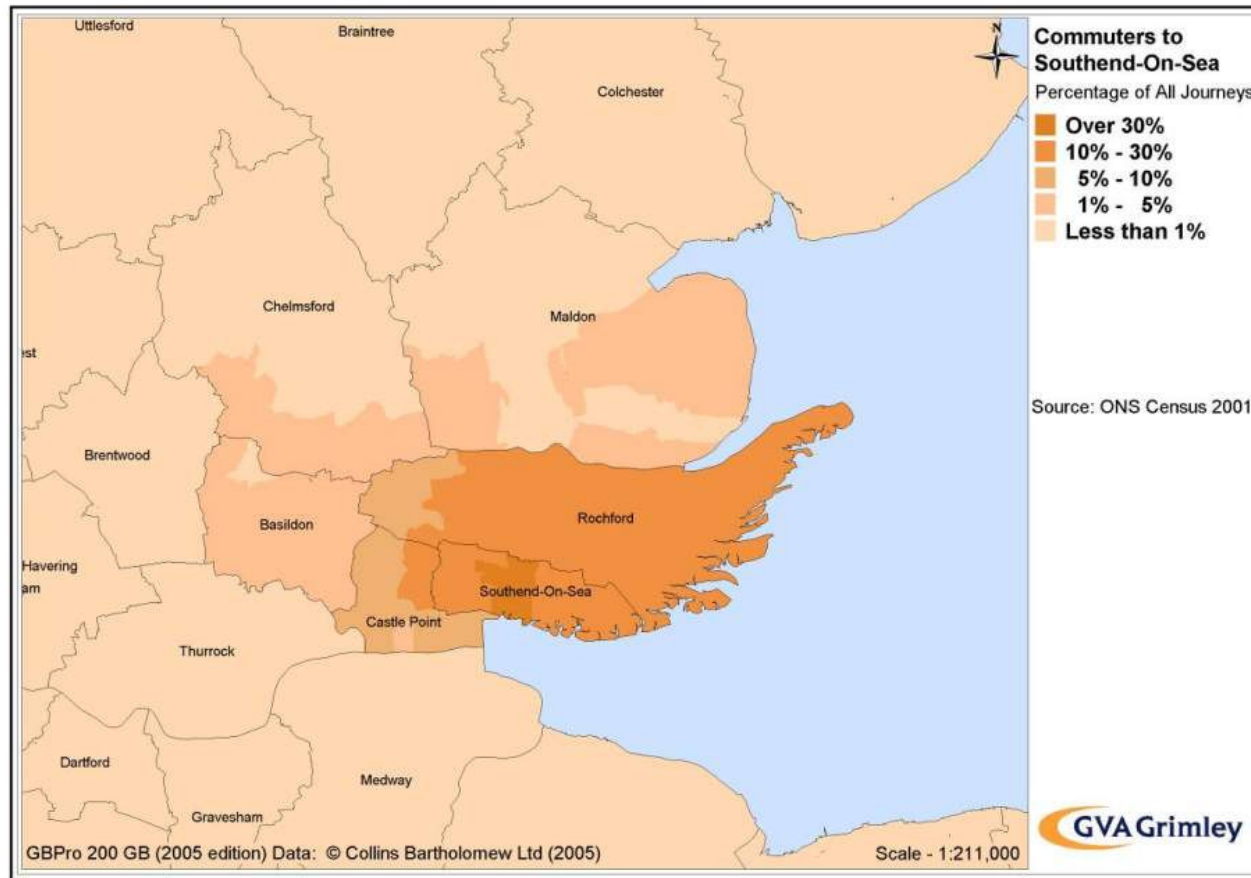 Uttlesford
Braintree
Colchester
Chelmsford
Maldon
est
Brentwood
Basildon
Rochford
Havering
am
Southend-On-Sea
Castle Point
Thurrock
Dartford
Medway
Gravesham
GBPro 200 GB (2005 edition) Data: © Collins Bartholomew Ltd (2005)
Scale - 1:211,000
N
Commuters to
Southend-On-Sea
Percentage of All Journeys
Over 30%
10% - 30%
5% - 10%
1% - 5%
Less than 1%
Source: ONS Census 2001
GVA Grimley